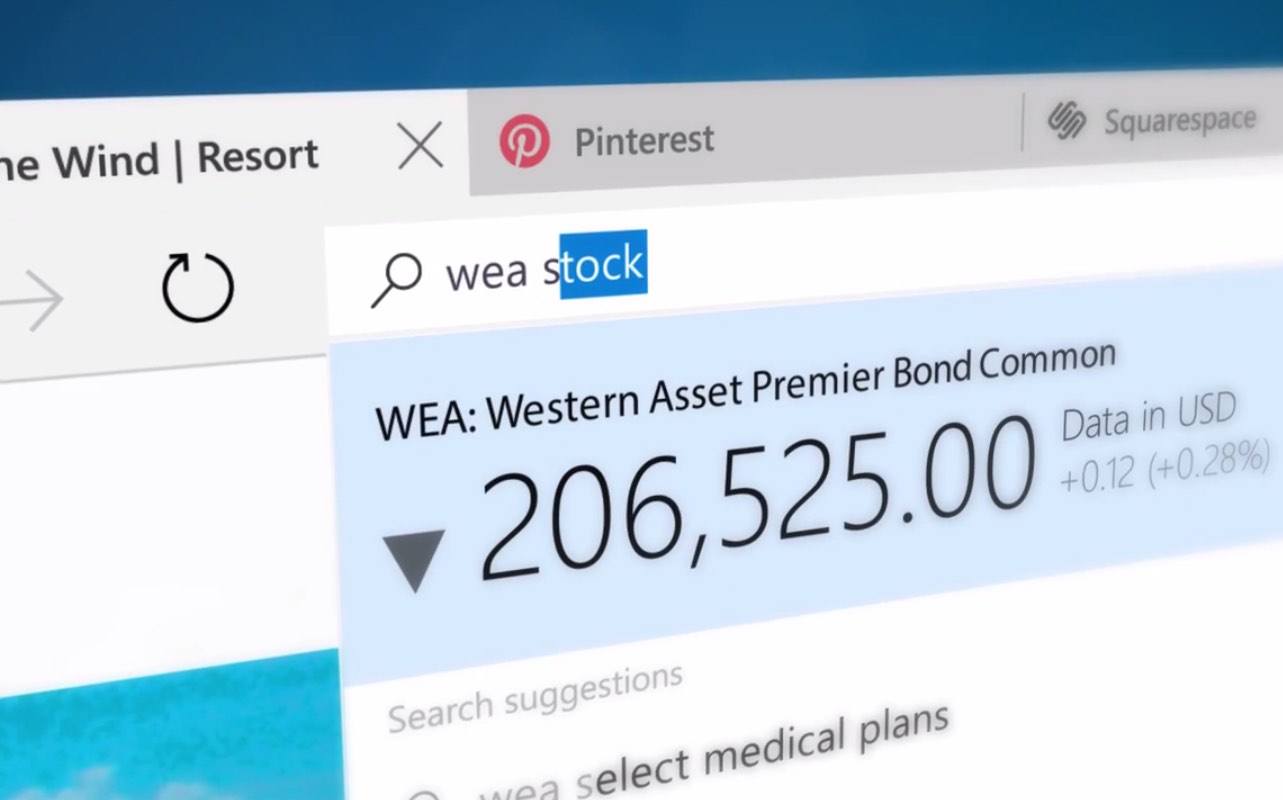 ne Wind | Resort
Pinterest
Squarespace
wea stock
WEA: Western Asset Premier Bond Common
206,525.00
Data in USD
+0.12 (+0.28%)
Search suggestions
wea select medical plans